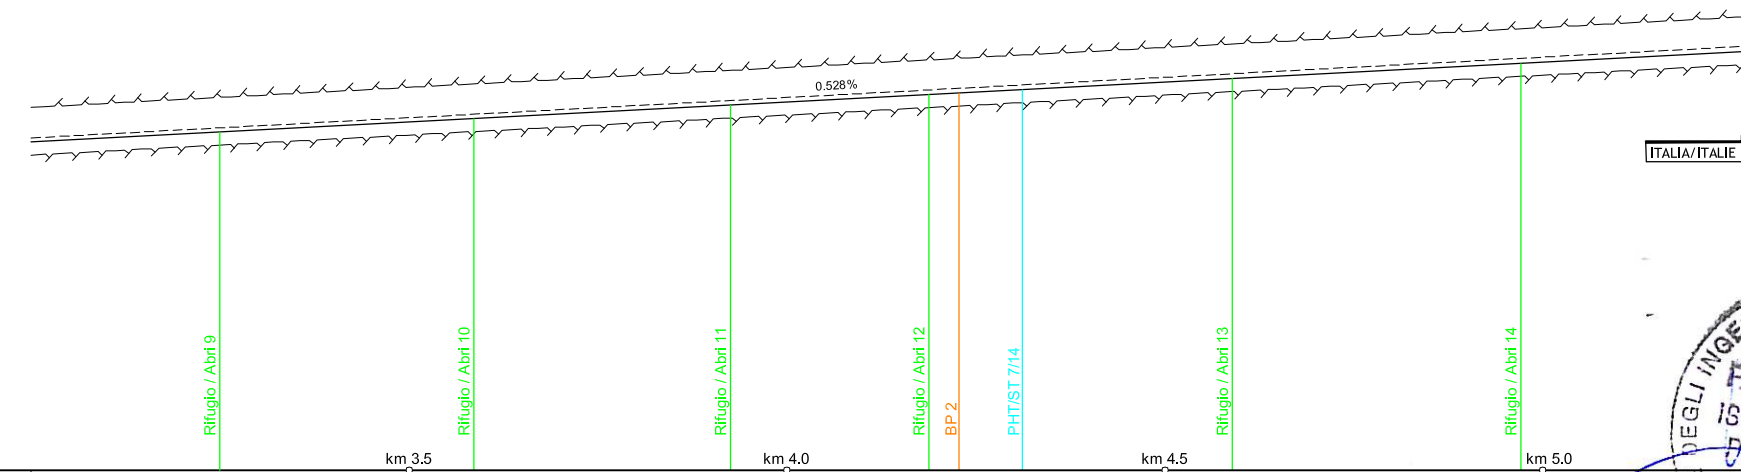 0.528%
ITALIA/ITALIE
Rifugio / Abri 9
Rifugio / Abri 10
Rifugio / Abri 11
Rifugio / Abri 12
BP 2
PHT/ST 7/14
Rifugio / Abri 13
Rifugio / Abri 14
km 3.5
km 4.0
km 4.5
km 5.0
DEGLI INGE